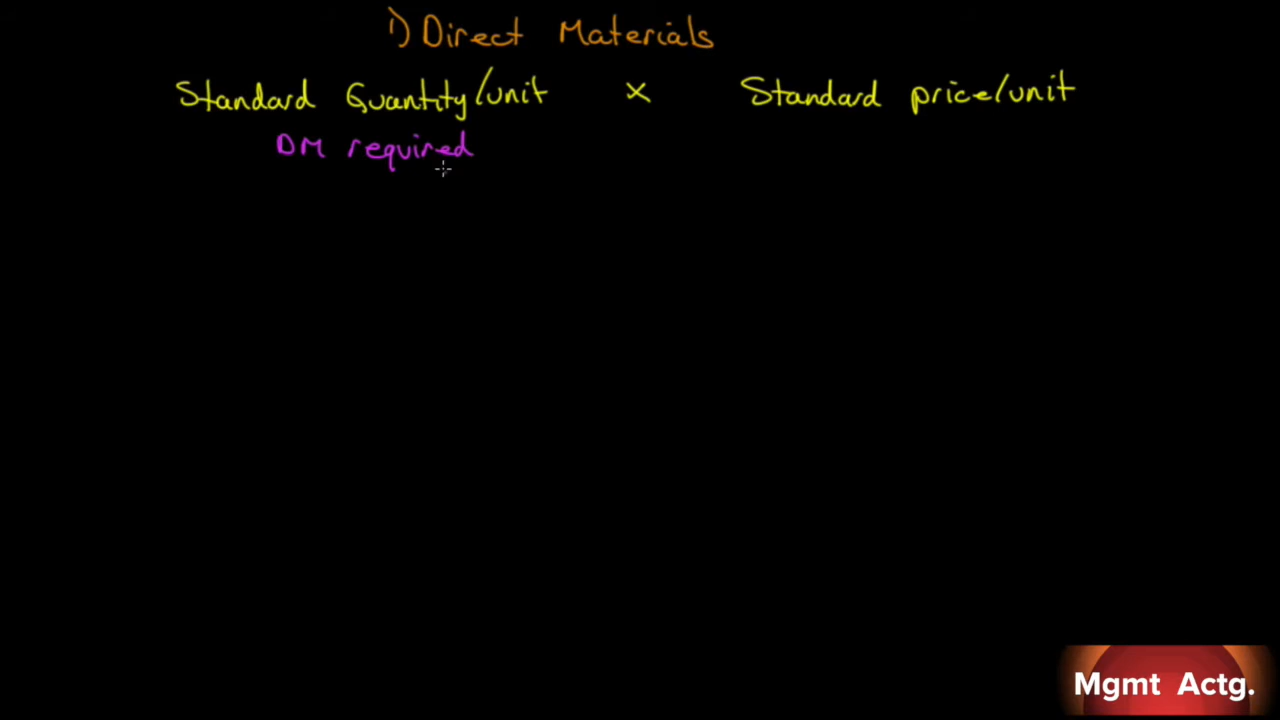 1) Direct Materials
Standard Quantity/unit × Standard price/unit
DM required
Mgmt Actg.